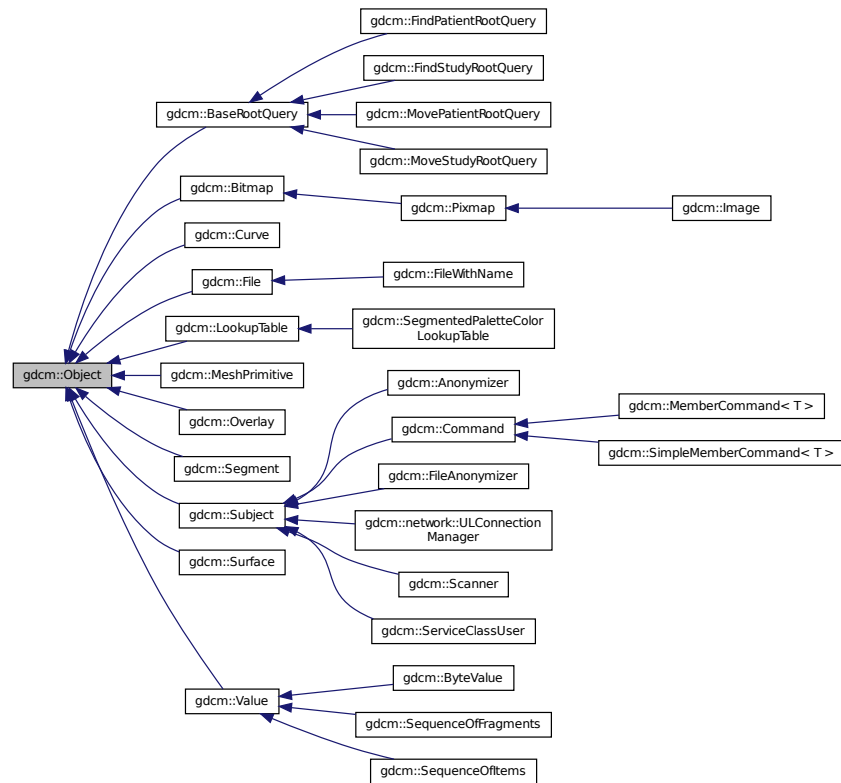 gdcm::FindPatientRootQuery
gdcm::FindStudyRootQuery
gdcm::BaseRootQuery
gdcm::MovePatientRootQuery
gdcm::MoveStudyRootQuery
gdcm::Bitmap
gdcm::Pixmap
gdcm::Image
gdcm::Curve
gdcm::File
gdcm::FileWithName
gdcm::LookupTable
gdcm::SegmentedPaletteColor
LookupTable
gdcm::Object
gdcm::MeshPrimitive
gdcm::Anonymizer
gdcm::Overlay
gdcm::Command
gdcm::MemberCommand< T >
gdcm::SimpleMemberCommand< T >
gdcm::Segment
gdcm::FileAnonymizer
gdcm::Subject
gdcm::network::ULConnection
Manager
gdcm::Surface
gdcm::Scanner
gdcm::ServiceClassUser
gdcm::Value
gdcm::ByteValue
gdcm::SequenceOfFragments
gdcm::SequenceOfItems